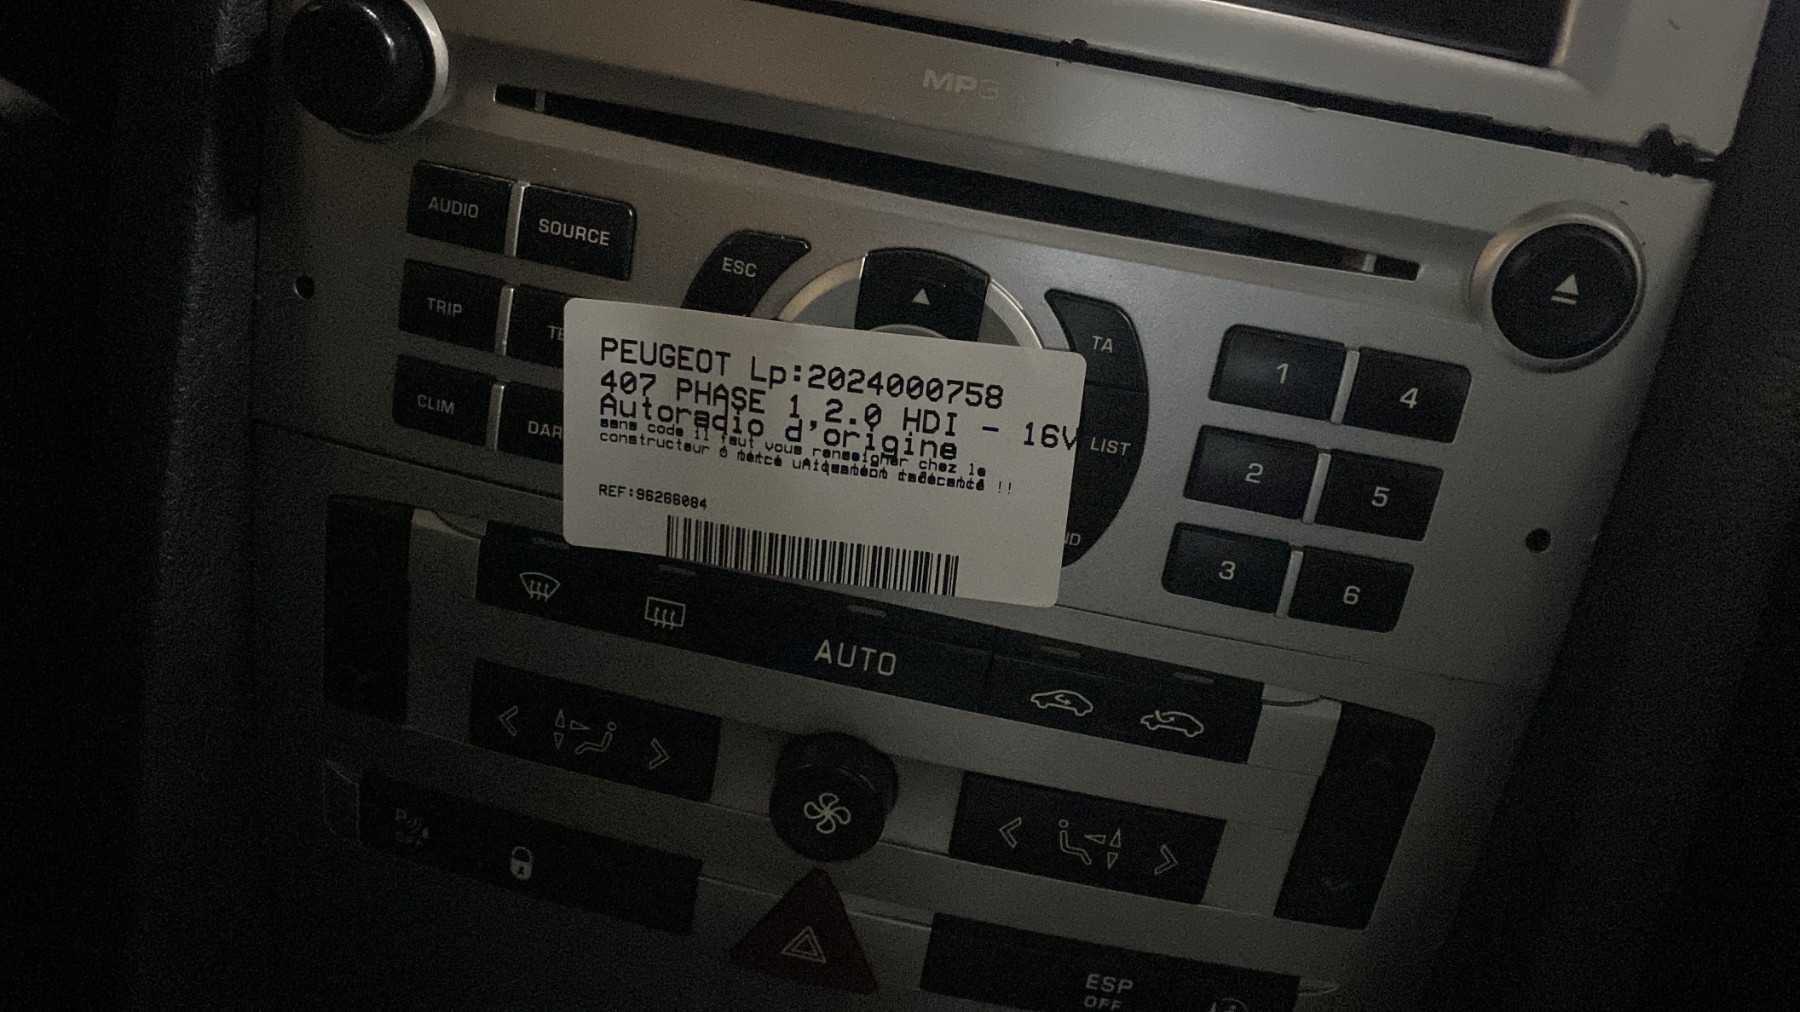 MP3
AUDIO
SOURCE
ESC
TRIP
TA
CLIM
LIST
DAR
PEUGEOT Lp:2024000758
407 PHASE 1 2.0 HDI - 16V
Autoradio d'origine
sans code il faut vous renseigner chez le
constructeur
REF:96266084
1
4
2
5
3
6
AUTO
ESP
OFF